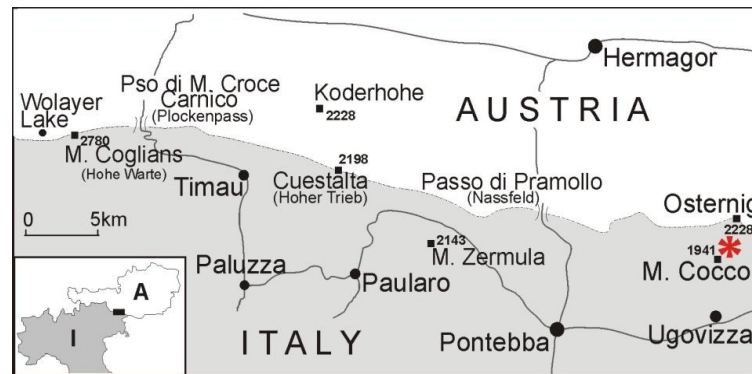 Hermagor
Pso di M. Croce
Carnico
(Plockenpass)
Koderhohe
2228
AUSTRIA
Wolayer
Lake
2780
M. Coglians
(Hohe Warte)
Timau
2198
Cuestalta
(Hoher Trieb)
Passo di Pramollo
(Nassfeld)
Osternig
2228
0 5km
2143
M. Zermula
1941
*
M. Cocco
Paluzza
Paularo
A
I
ITALY
Pontebba
Ugovizza